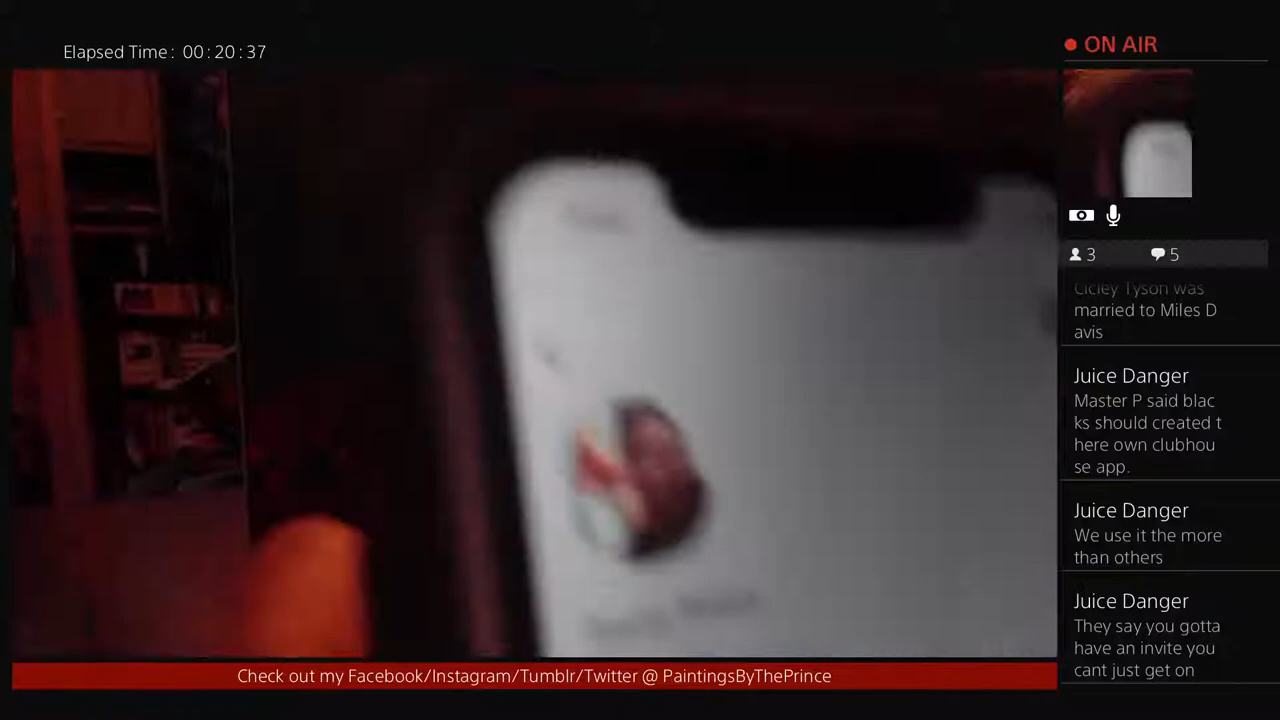 Elapsed Time: 00:20:37
ON AIR
3
5
Cicley Tyson was
married to Miles D
avis
Juice Danger
Master P said blac
ks should created t
here own clubhou
se app.
Juice Danger
We use it the more
than others
Juice Danger
They say you gotta
have an invite you
cant just get on
Check out my Facebook/Instagram/Tumblr/Twitter @ PaintingsByThePrince